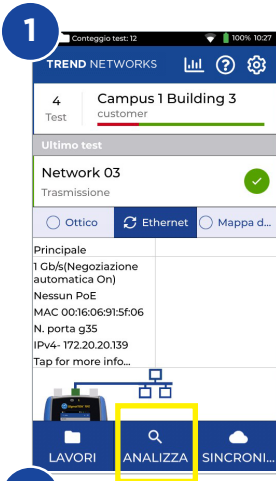 1
Conteggio test: 12
100% 10:27
TREND NETWORKS
4
Test
Campus 1 Building 3
customer
Ultimo test
Network 03
Trasmissione
Ottico
Ethernet
Mappa d...
Principale
1 Gb/s(Negoziazione
automatica On)
Nessun PoE
MAC 00:16:06:91:5f:06
N. porta g35
IPv4- 172.20.20.139
Tap for more info...
LAVORI
ANALIZZA
SINCRONI...